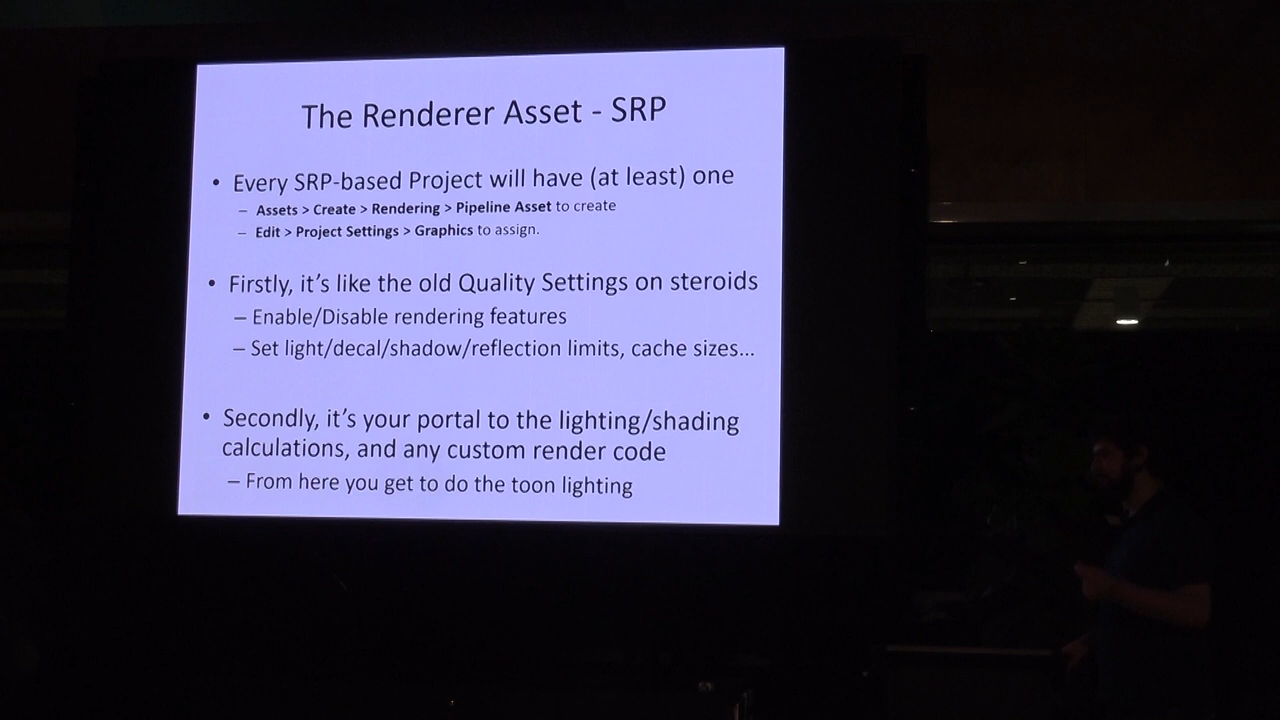 The Renderer Asset - SRP
• Every SRP-based Project will have (at least) one
– Assets > Create > Rendering > Pipeline Asset to create
– Edit > Project Settings > Graphics to assign.
• Firstly, it's like the old Quality Settings on steroids
– Enable/Disable rendering features
– Set light/decal/shadow/reflection limits, cache sizes...
• Secondly, it's your portal to the lighting/shading
calculations, and any custom render code
– From here you get to do the toon lighting